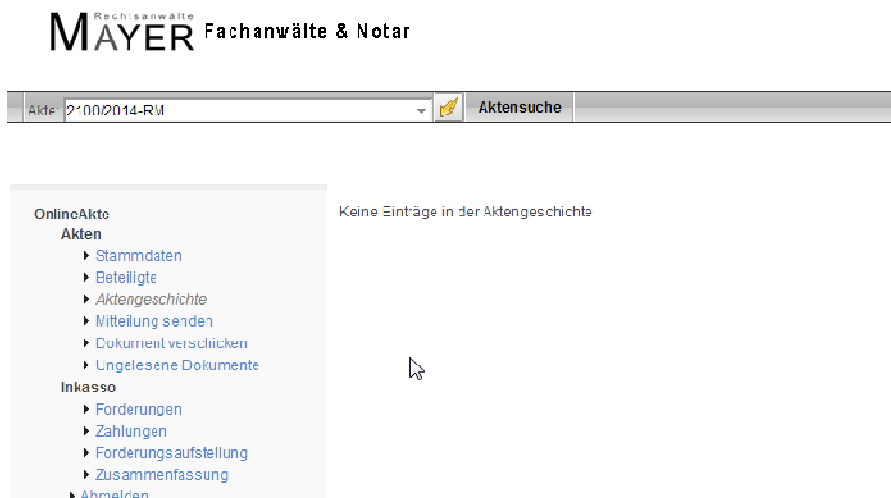 Rechtsanwälte
MAYER Fachanwälte & Notar
Akte: 2100/2014-RM Aktensuche
Keine Einträge in der Aktengeschichte
OnlineAkte
Akten
Stammdaten
Beteiligte
Aktengeschichte
Mitteilung senden
Dokument verschicken
Ungelesene Dokumente
Inkasso
Forderungen
Zahlungen
Forderungsaufstellung
Zusammenfassung
Abmelden